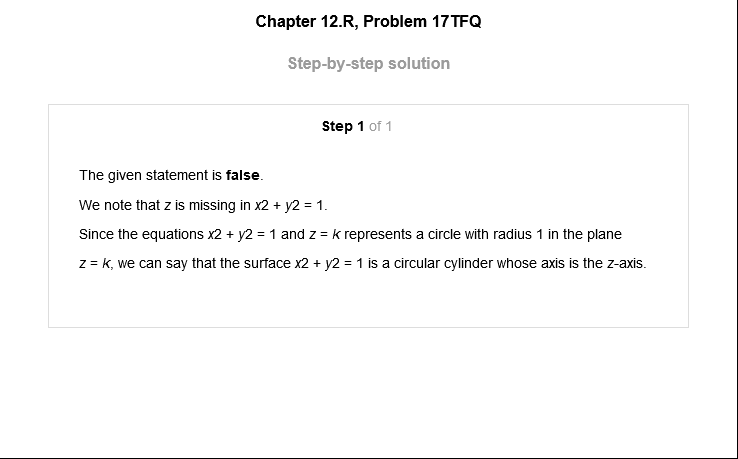 Chapter 12.R, Problem 17TFQ
Step-by-step solution
Step 1 of 1
The given statement is false.
We note that z is missing in x2 + y2 = 1.
Since the equations x2 + y2 = 1 and z = k represents a circle with radius 1 in the plane
z = k, we can say that the surface x2 + y2 = 1 is a circular cylinder whose axis is the z-axis.